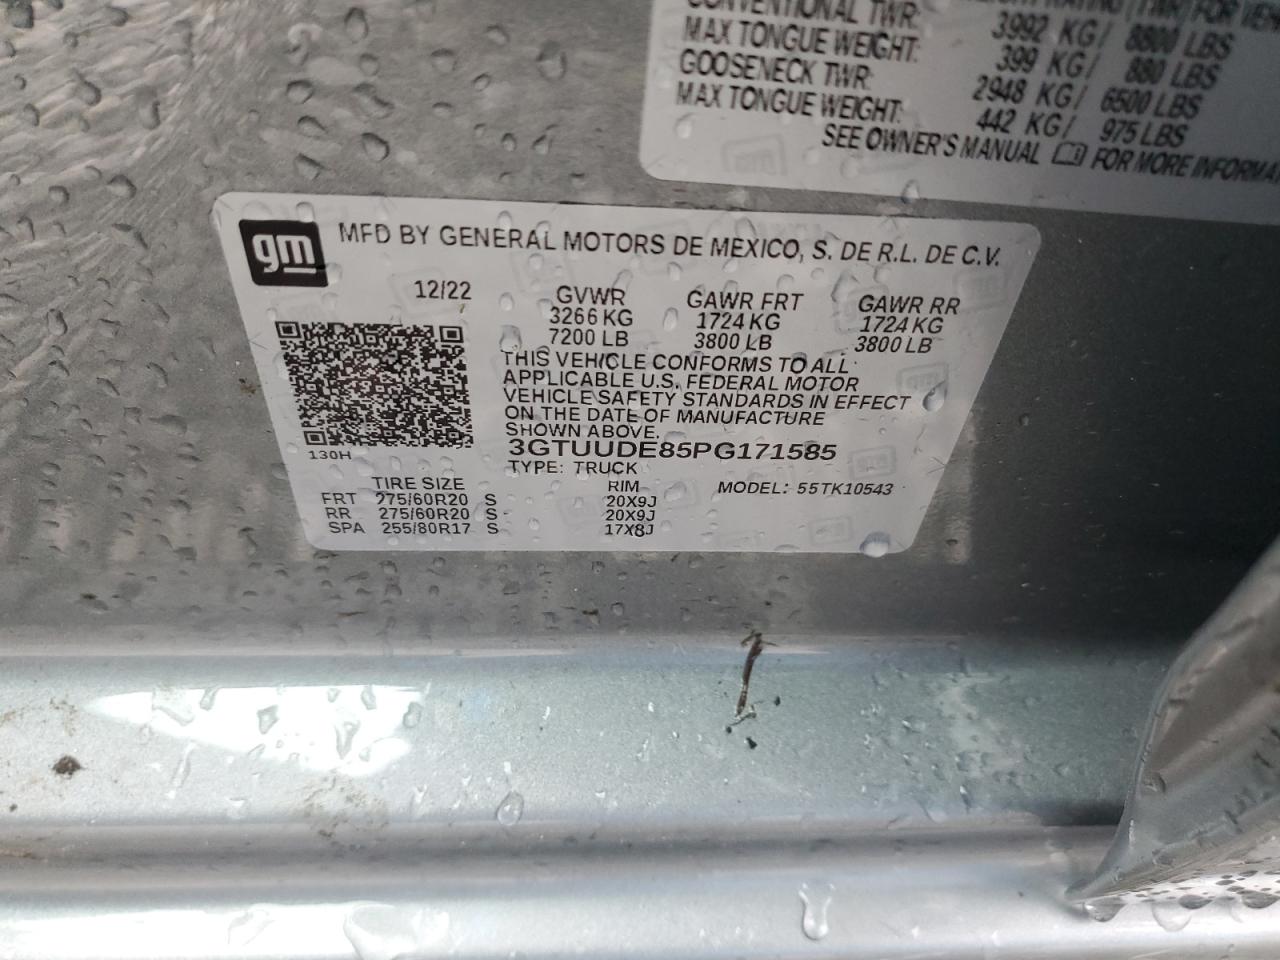 CONVENTIONAL TWR: 3992 KG/ 8800 LBS
MAX TONGUE WEIGHT: 399 KG/ 880 LBS
GOOSENECK TWR: 2948 KG/ 6500 LBS
MAX TONGUE WEIGHT: 442 KG/ 975 LBS
SEE OWNER'S MANUAL FOR MORE
gm MFD BY GENERAL MOTORS DE MEXICO, S. DE R.L. DE C.V.
12/22
GVWR GAWR FRT GAWR RR
3266 KG 1724 KG 1724 KG
7200 LB 3800 LB 3800 LB
THIS VEHICLE CONFORMS TO ALL
APPLICABLE U.S. FEDERAL MOTOR
VEHICLE SAFETY STANDARDS IN EFFECT
ON THE DATE OF MANUFACTURE
SHOWN ABOVE.
130H
3GTUUDE85PG171585
TYPE: TRUCK
TIRE SIZE RIM MODEL: 55TK10543
FRT 275/60R20 S 20X9J
RR 275/60R20 S 20X9J
SPA 255/80R17 S 17X8J